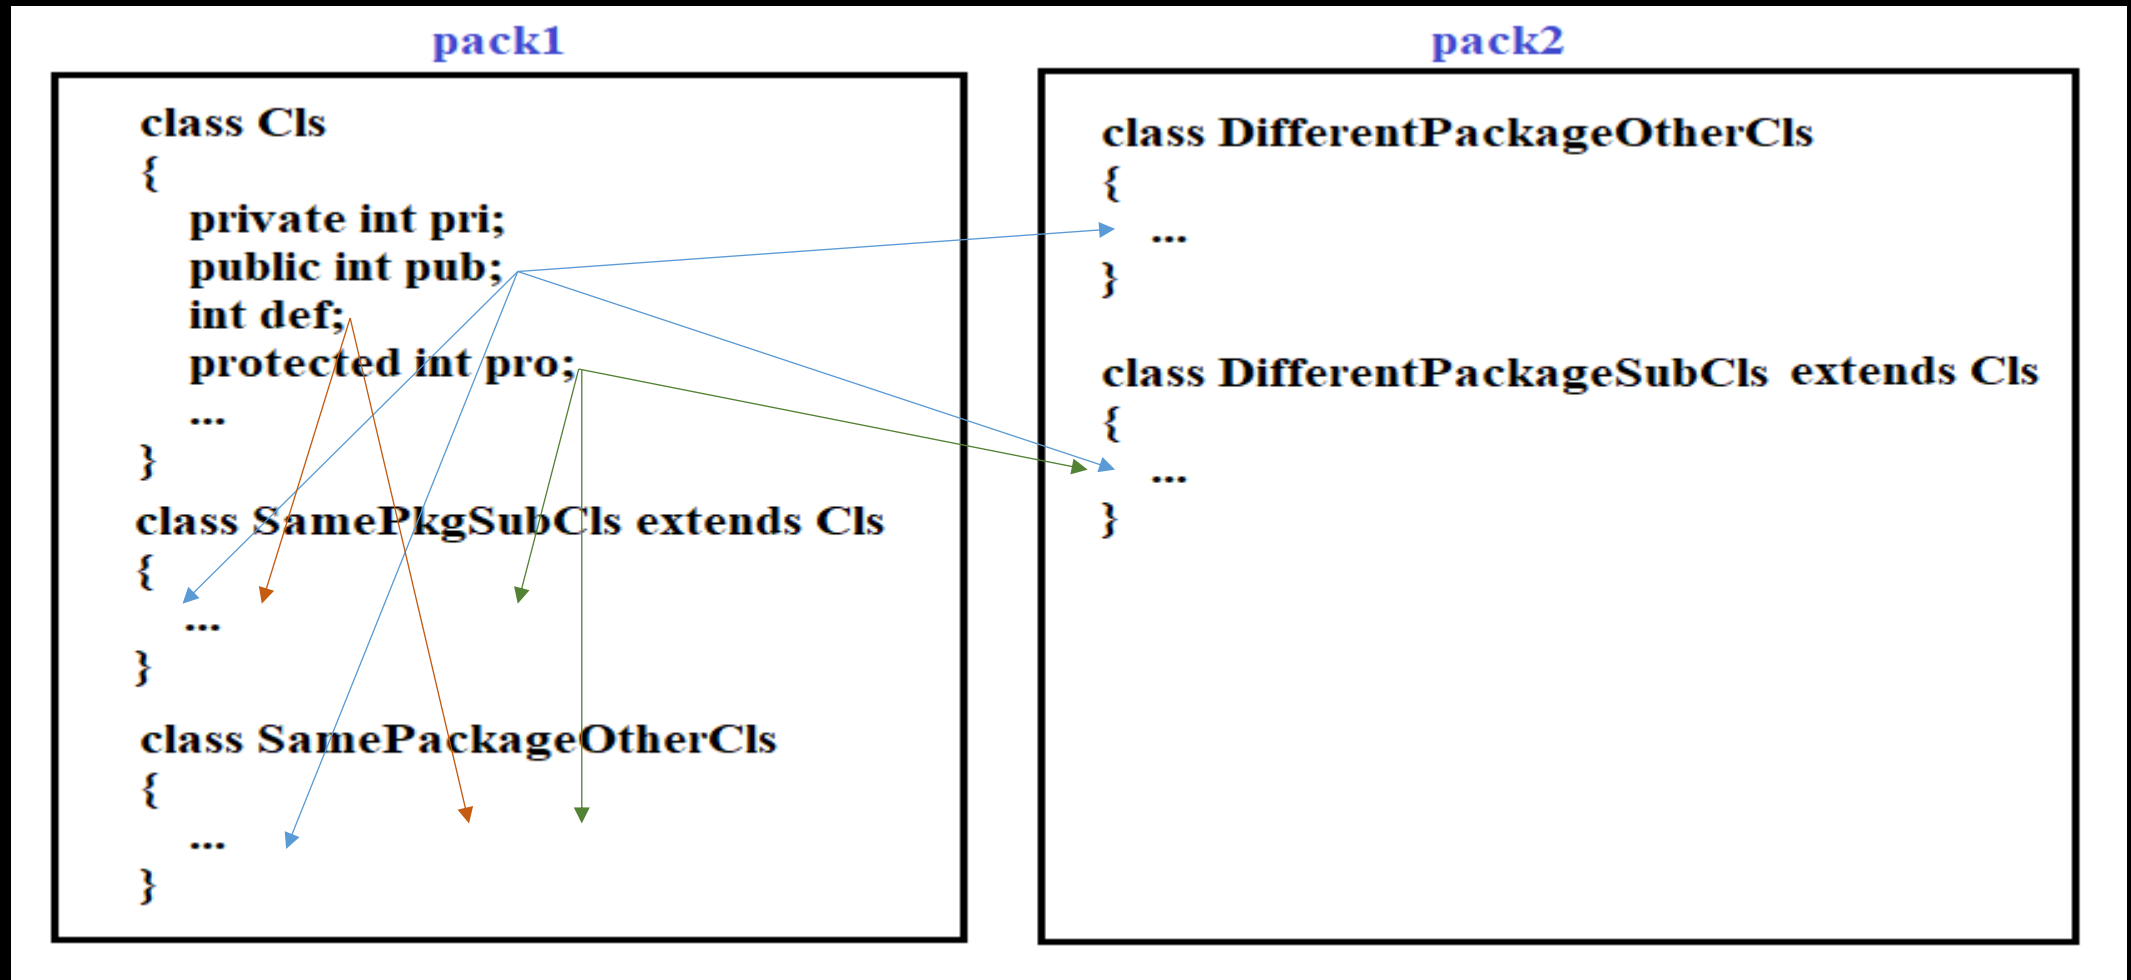 pack1
class Cls
{
private int pri;
public int pub;
int def;
protected int pro;
...
}
class SamePkgSubCls extends Cls
{
...
}
class SamePackageOtherCls
{
...
}
pack2
class DifferentPackageOtherCls
{
...
}
class DifferentPackageSubCls extends Cls
{
...
}